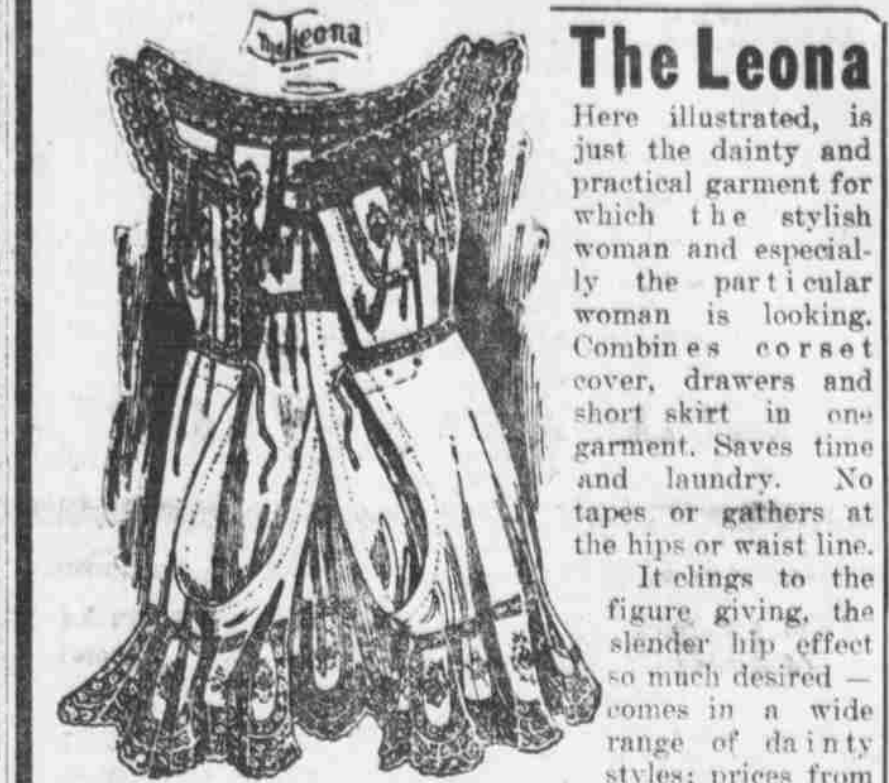 The Leona
The Leona
Here illustrated, is
just the dainty and
practical garment for
which the stylish
woman and especial-
ly the particular
woman is looking.
Combines corset
cover, drawers and
short skirt in one
garment. Saves time
and laundry. No
tapes or gathers at
the hips or waist line.
It clings to the
figure giving, the
slender hip effect
so much desired —
comes in a wide
range of dainty
styles; prices from